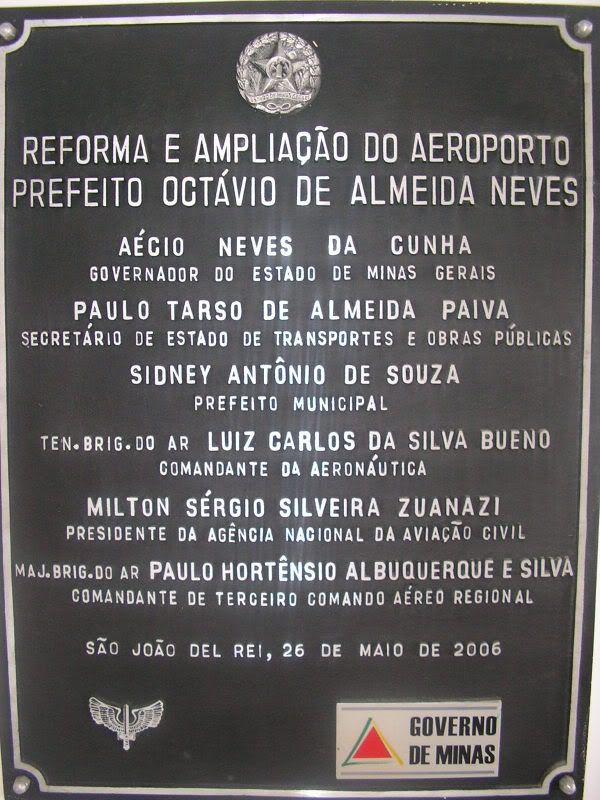 REFORMA E AMPLIAÇÃO DO AEROPORTO
PREFEITO OCTÁVIO DE ALMEIDA NEVES
AÉCIO NEVES DA CUNHA
GOVERNADOR DO ESTADO DE MINAS GERAIS
PAULO TARSO DE ALMEIDA PAIVA
SECRETÁRIO DE ESTADO DE TRANSPORTES E OBRAS PÚBLICAS
SIDNEY ANTÔNIO DE SOUZA
PREFEITO MUNICIPAL
TEN.BRIG.DO AR LUIZ CARLOS DA SILVA BUENO
COMANDANTE DA AERONÁUTICA
MILTON SÉRGIO SILVEIRA ZUANAZI
PRESIDENTE DA AGÊNCIA NACIONAL DA AVIAÇÃO CIVIL
MAJ.BRIG.DO AR PAULO HORTÊNSIO ALBUQUERQUE E SILVA
COMANDANTE DE TERCEIRO COMANDO AÉREO REGIONAL
SÃO JOÃO DEL REI, 26 DE MAIO DE 2006
GOVERNO
DE MINAS